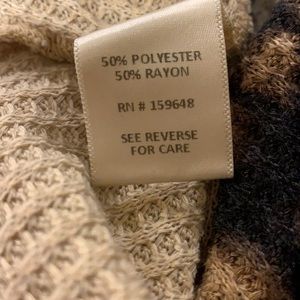 50% POLYESTER
50% RAYON
RN # 159648
SEE REVERSE
FOR CARE